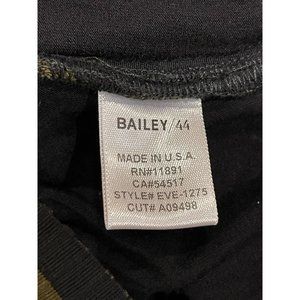 BAILEY/44
MADE IN U.S.A.
RN#11891
CA#54517
STYLE# EVE-1275
CUT# A09498